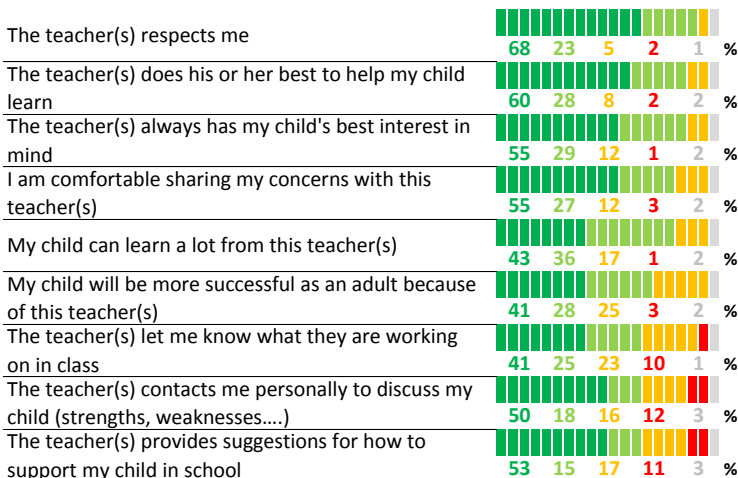 The teacher(s) respects me
68 23 5 2 1 %
The teacher(s) does his or her best to help my child
learn
60 28 8 2 2 %
The teacher(s) always has my child's best interest in
mind
55 29 12 1 2 %
I am comfortable sharing my concerns with this
teacher(s)
55 27 12 3 2 %
My child can learn a lot from this teacher(s)
43 36 17 1 2 %
My child will be more successful as an adult because
of this teacher(s)
41 28 25 3 2 %
The teacher(s) let me know what they are working
on in class
41 25 23 10 1 %
The teacher(s) contacts me personally to discuss my
child (strengths, weaknesses....)
50 18 16 12 3 %
The teacher(s) provides suggestions for how to
support my child in school
53 15 17 11 3 %